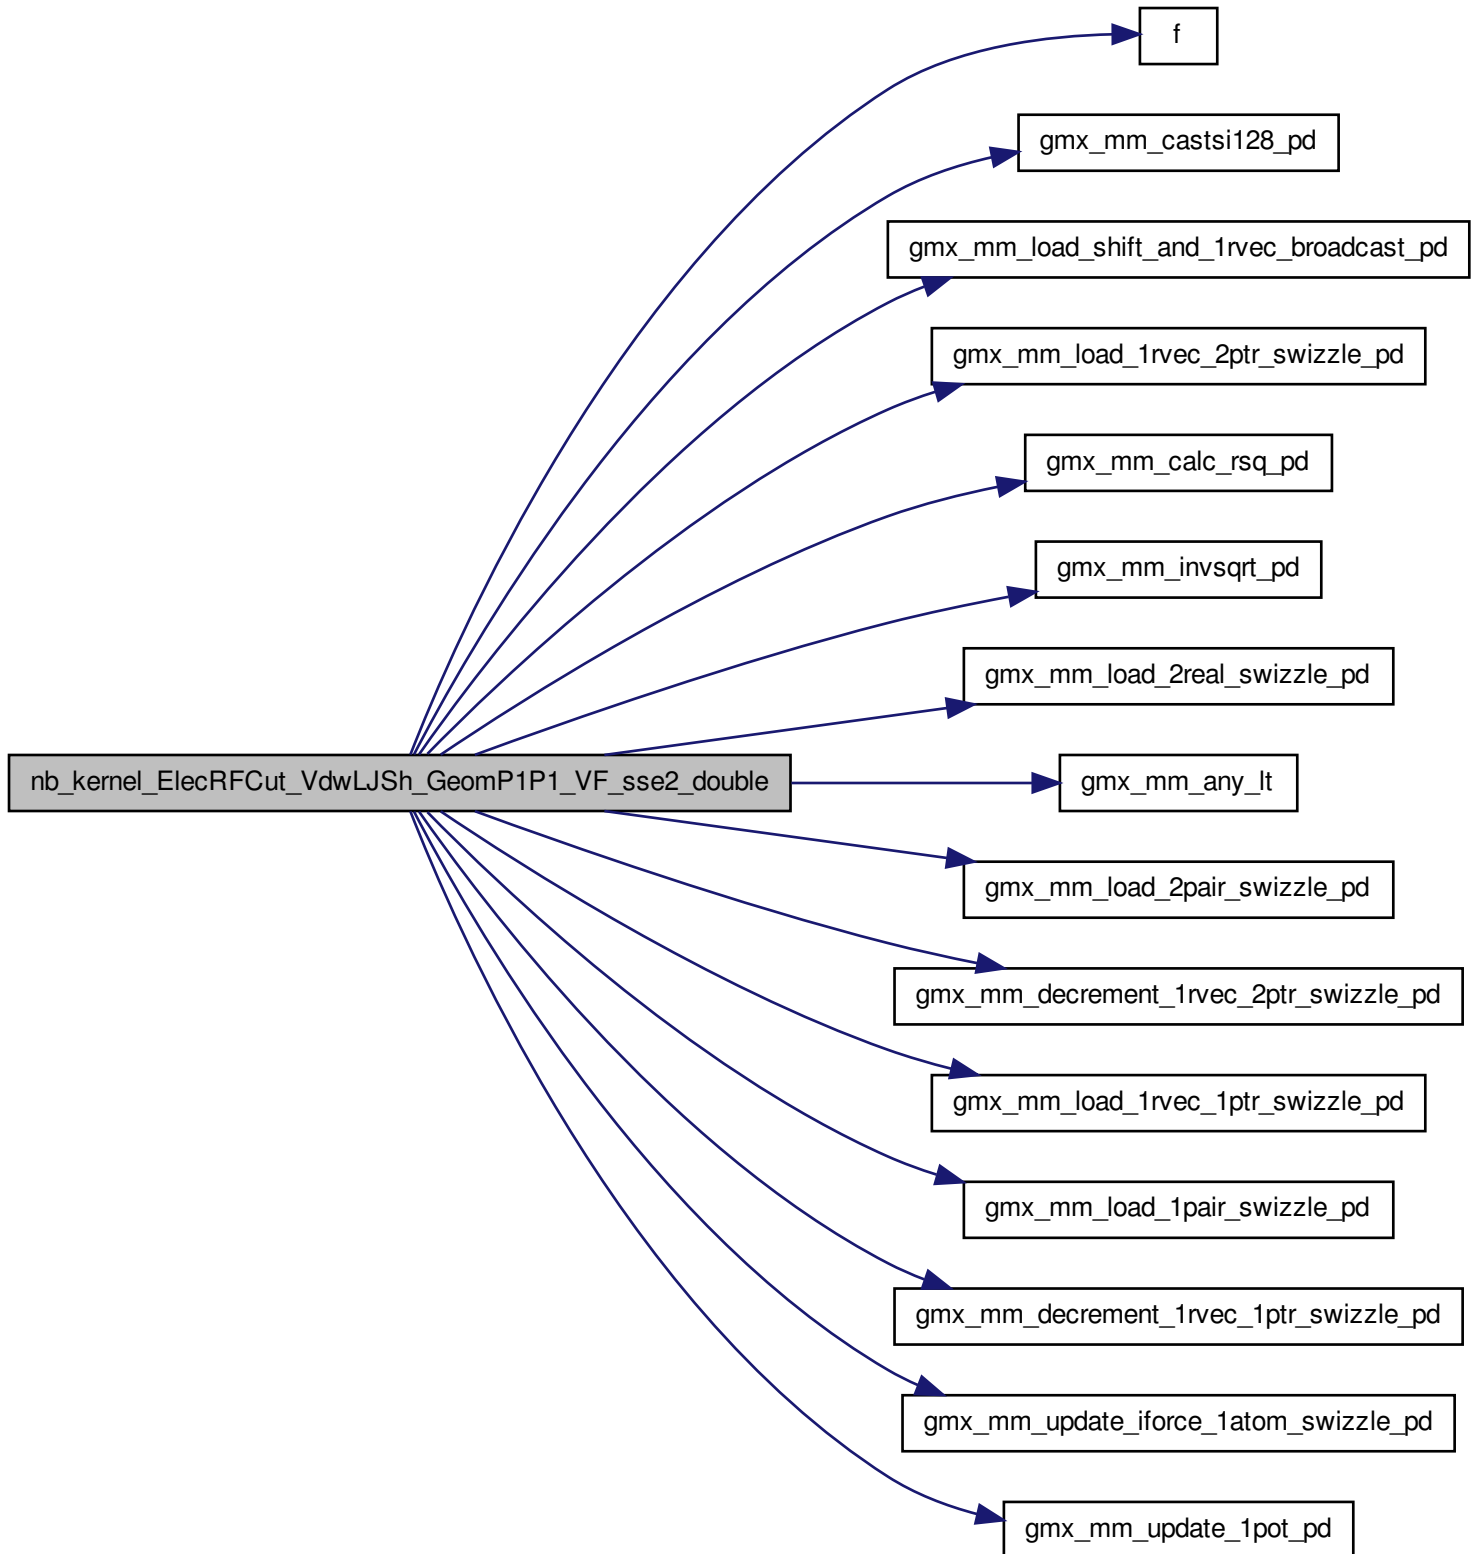 f
gmx_mm_castsi128_pd
gmx_mm_load_shift_and_1rvec_broadcast_pd
gmx_mm_load_1rvec_2ptr_swizzle_pd
gmx_mm_calc_rsq_pd
gmx_mm_invsqrt_pd
gmx_mm_load_2real_swizzle_pd
nb_kernel_ElecRFCut_VdwLJSh_GeomP1P1_VF_sse2_double
gmx_mm_any_lt
gmx_mm_load_2pair_swizzle_pd
gmx_mm_decrement_1rvec_2ptr_swizzle_pd
gmx_mm_load_1rvec_1ptr_swizzle_pd
gmx_mm_load_1pair_swizzle_pd
gmx_mm_decrement_1rvec_1ptr_swizzle_pd
gmx_mm_update_iforce_1atom_swizzle_pd
gmx_mm_update_1pot_pd